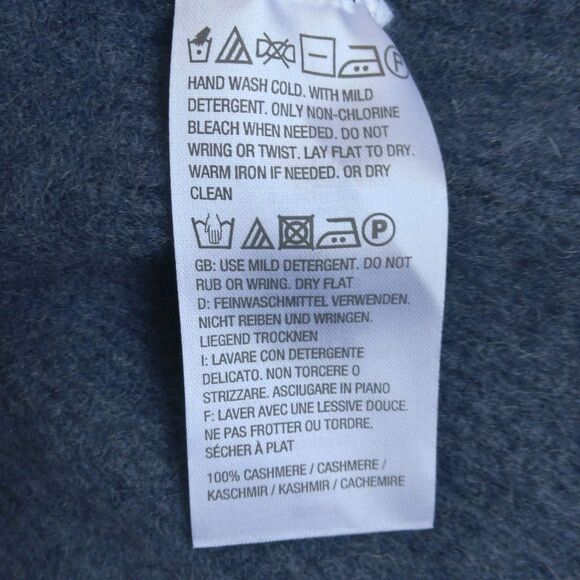 HAND WASH COLD. WITH MILD
DETERGENT. ONLY NON-CHLORINE
BLEACH WHEN NEEDED. DO NOT
WRING OR TWIST. LAY FLAT TO DRY.
WARM IRON IF NEEDED. OR DRY
CLEAN
P
GB: USE MILD DETERGENT. DO NOT
RUB OR WRING. DRY FLAT
D: FEINWASCHMITTEL VERWENDEN.
NICHT REIBEN UND WRINGEN.
LIEGEND TROCKNEN
I: LAVARE CON DETERGENTE
DELICATO. NON TORCERE O
STRIZZARE. ASCIUGARE IN PIANO
F: LAVER AVEC UNE LESSIVE DOUCE.
NE PAS FROTTER OU TORDRE.
SÉCHER À PLAT
100% CASHMERE / CASHMERE /
KASCHMIR / KASHMIR / CACHEMIRE